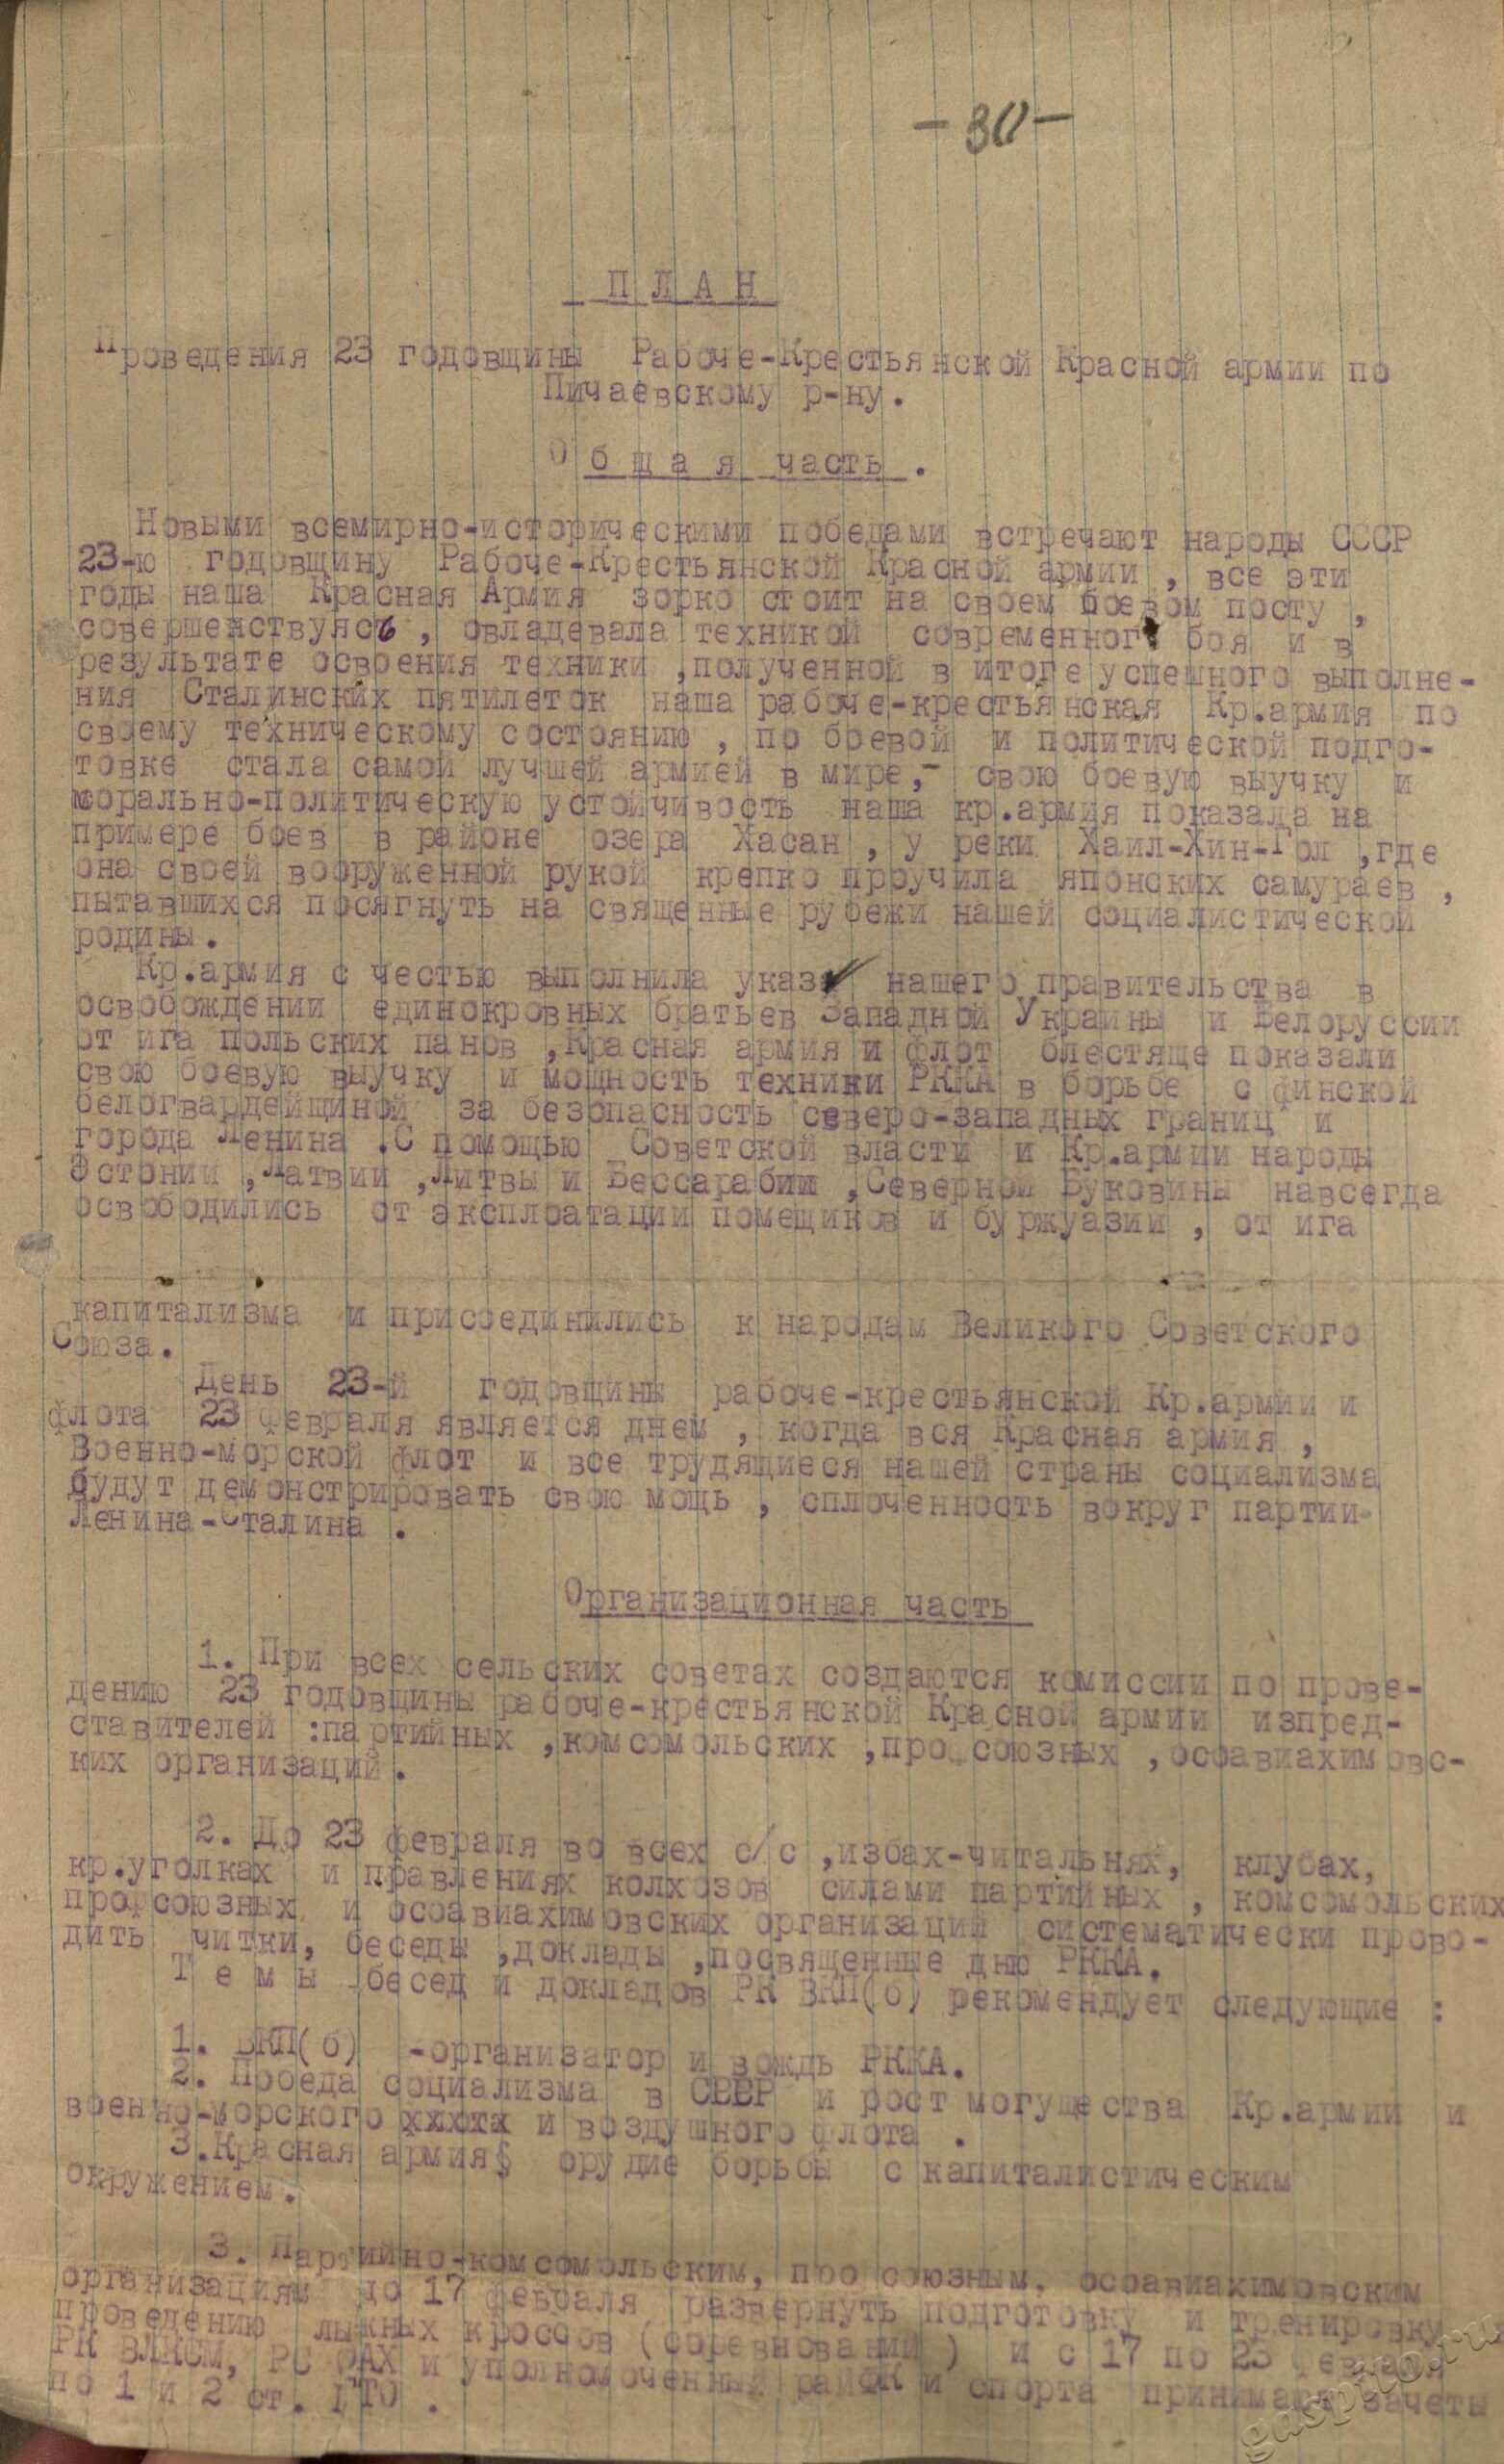 -30-
П Л А Н
Проведения 23 годовщины Рабоче-Крестьянской Красной армии по
Пичаевскому р-ну.
О б щ а я часть .
Новыми всемирно-историческими победами встречают народы СССР
23-ю годовщину Рабоче-Крестьянской Красной армии , все эти
годы наша Красная Армия зорко стоит на своем боевом посту ,
совершенствуясь , овладевала техникой современног боя и в
результате освоения техники ,полученной в итоге успешного выполне-
ния Сталинских пятилеток наша рабоче-крестьянская Кр.армия по
своему техническому состоянию , по боевой и политической подго-
товке стала самой лучшей армией в мире,- свою боевую выучку и
морально-политическую устойчивость наша кр.армия показала на
примере боев в районе озера Хасан , у реки Хаил-Хин-Гол ,где
она своей вооруженной рукой крепко проучила японских самураев ,
пытавшихся посягнуть на священные рубежи нашей социалистической
родины.
Кр.армия с честью выполнила указ нашего правительства в
освобождении единокровных братьев Западной Украины и Белоруссии
от ига польских панов ,Красная армия и флот блестяще показали
свою боевую выучку и мощность техники РККА в борьбе с финской
белогвардейщиной за безопасность северо-западных границ и
города Ленина .С помощью Советской власти и Кр.армии народы
Эстонии ,Латвии ,Литвы и Бессарабии ,Северной Буковины навсегда
освободились от эксплоатации помещиков и буржуазии , от ига
капитализма и присоединились к народам Великого Советского
Союза.
День 23-й годовщины рабоче-крестьянской Кр.армии и
флота 23 февраля является днем , когда вся Красная армия ,
Военно-морской флот и все трудящиеся нашей страны социализма
будут демонстрировать свою мощь , сплоченность вокруг партии
Ленина-Сталина .
Организационная часть
1. При всех сельских советах создаются комиссии по прове-
дению 23 годовщины рабоче-крестьянской Красной армии изпред-
ставителей :партийных ,комсомольских ,профсоюзных ,осоавиахимовс-
ких организаций.
2. До 23 февраля во всех с/с ,избах-читальнях, клубах,
кр.уголках и правлениях колхозов силами партийных , комсомольских
профсоюзных и осоавиахимовских организаций систематически прово-
дить читки, беседы ,доклады ,посвященные дню РККА.
Т е м ы бесед и докладов РК ВКП(б) рекомендует следующие :
1. ВКП(б) -организатор и вождь РККА.
2. Победа социализма в СССР и рост могущества Кр.армии и
военно-морского и воздушного флота .
3.Красная армия орудие борьбы с капиталистическим
окружением.
3. Партийно-комсомольским, профсоюзным, осоавиахимовским
организациям до 17 февраля развернуть подготовку и тренировку
проведению лыжных кроссов (соревнований ) и с 17 по 23 февраля
РК ВЛКСМ, РС ОАХ и уполномоченный райФК и спорта принимают зачеты
по 1 и 2 ст. ГТО .
gaspito.ru